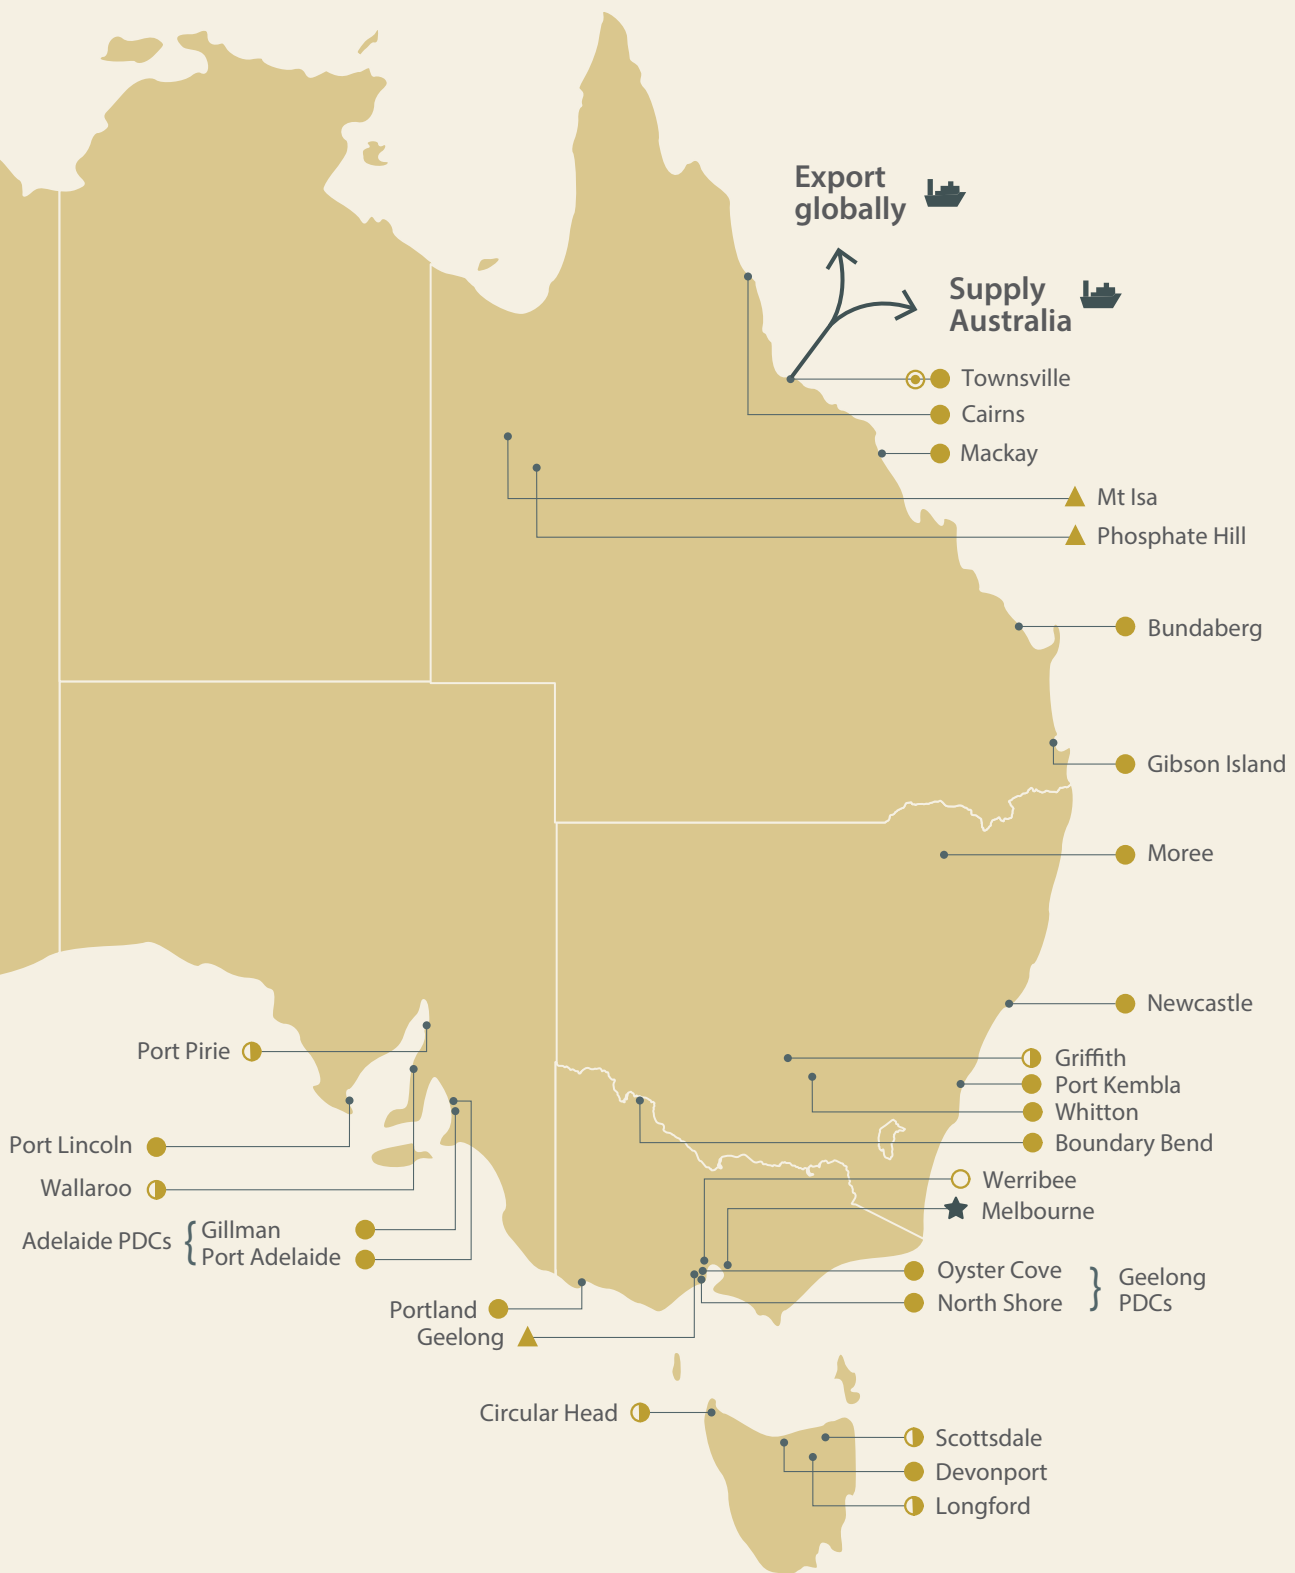 Export
globally
Supply
Australia
Townsville
Cairns
Mackay
Mt Isa
Phosphate Hill
Bundaberg
Gibson Island
Moree
Newcastle
Port Pirie
Griffith
Port Kembla
Whitton
Port Lincoln
Boundary Bend
Wallaroo
Werribee
Melbourne
Adelaide PDCs { Gillman
Port Adelaide
Oyster Cove } Geelong
North Shore PDCs
Portland
Geelong
Circular Head
Scottsdale
Devonport
Longford